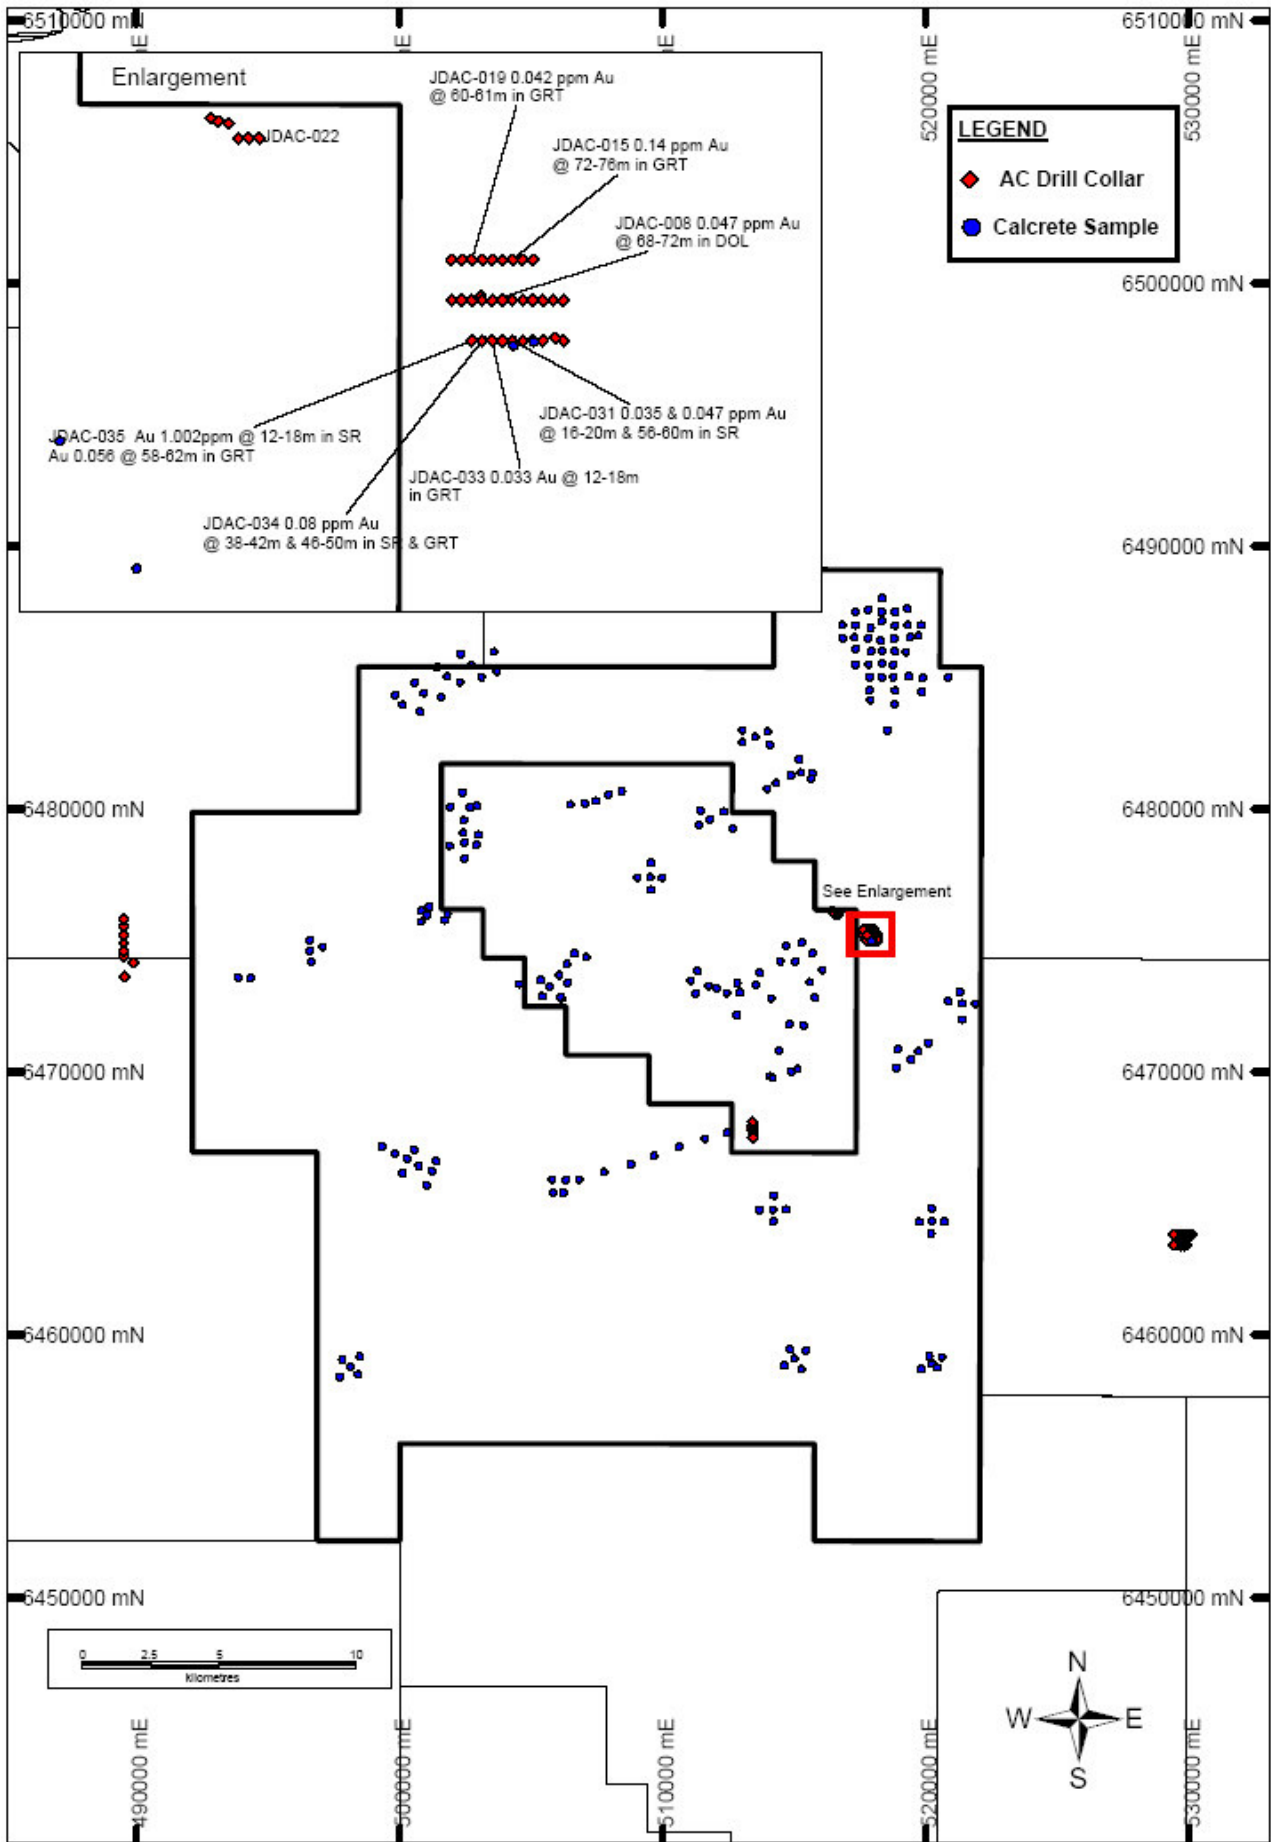 6510000 mN
6510000 mN
Enlargement
JDAC-022
JDAC-019 0.042 ppm Au
@ 60-61m in GRT
JDAC-015 0.14 ppm Au
@ 72-76m in GRT
JDAC-008 0.047 ppm Au
@ 68-72m in DOL
JDAC-031 0.035 & 0.047 ppm Au
@ 16-20m & 56-60m in SR
JDAC-035 Au 1.002ppm @ 12-18m in SR
Au 0.056 @ 58-62m in GRT
JDAC-033 0.033 Au @ 12-18m
in GRT
JDAC-034 0.08 ppm Au
@ 38-42m & 46-50m in SR & GRT
520000 mE
530000 mE
LEGEND
AC Drill Collar
Calcrete Sample
6500000 mN
6490000 mN
6480000 mN
6480000 mN
See Enlargement
6470000 mN
6470000 mN
6460000 mN
6460000 mN
6450000 mN
6450000 mN
0 2.5 5 10
kilometres
N
W E
S
490000 mE
500000 mE
510000 mE
520000 mE
530000 mE